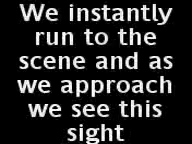 We instantly
run to the
scene and as
we approach
we see this
sight